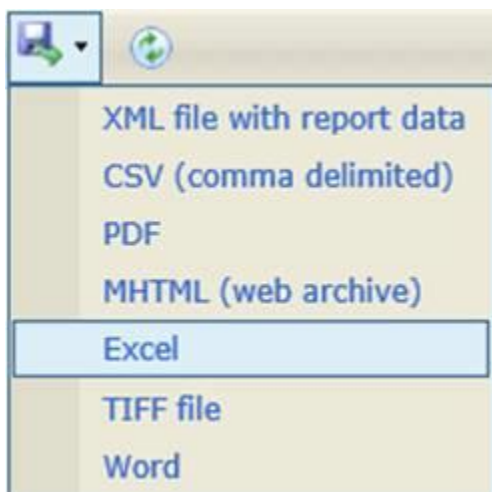 XML file with report data
CSV (comma delimited)
PDF
MHTML (web archive)
Excel
TIFF file
Word